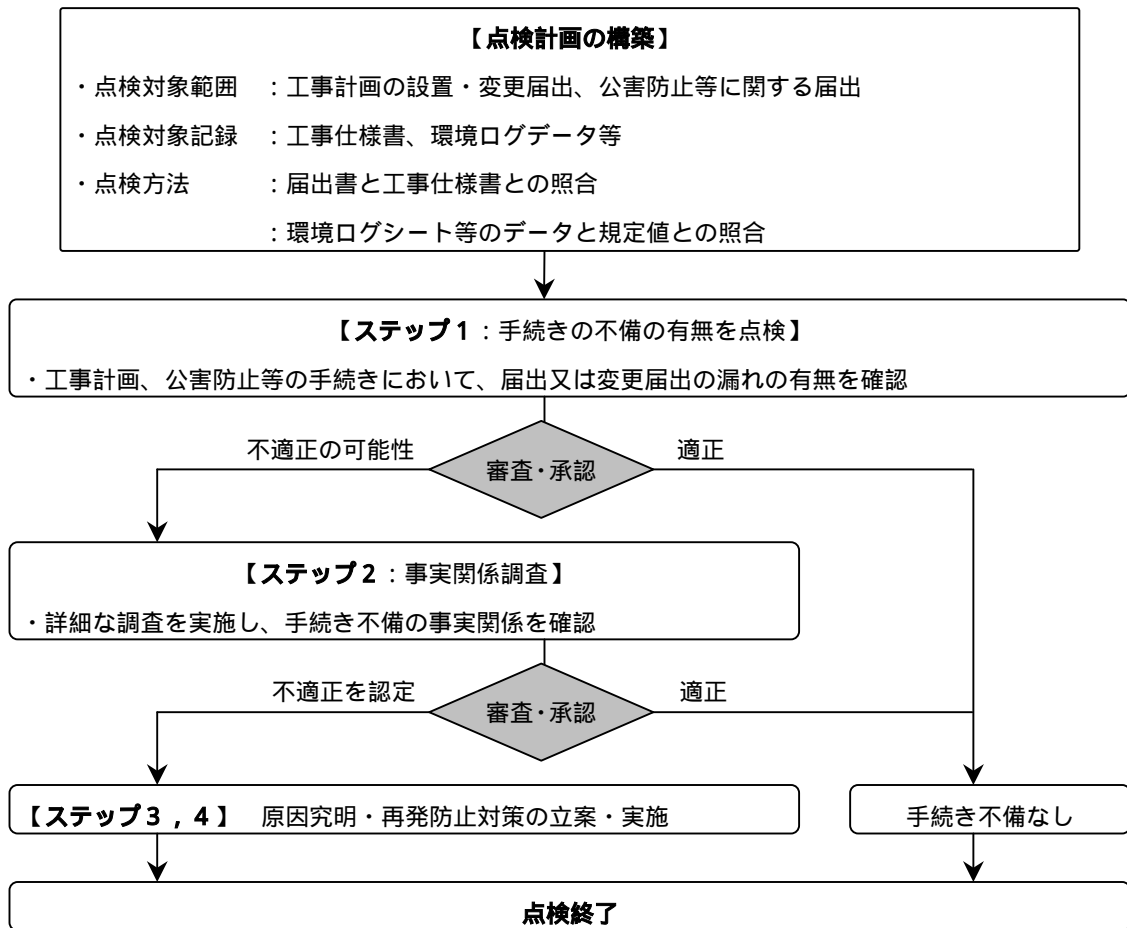 【点検計画の構築】
・点検対象範囲 ：工事計画の設置・変更届出、公害防止等に関する届出
・点検対象記録 ：工事仕様書、環境ログデータ等
・点検方法 ：届出書と工事仕様書との照合
：環境ログシート等のデータと規定値との照合
【ステップ１：手続きの不備の有無を点検】
・工事計画、公害防止等の手続きにおいて、届出又は変更届出の漏れの有無を確認
不適正の可能性
審査・承認
適正
【ステップ２：事実関係調査】
・詳細な調査を実施し、手続き不備の事実関係を確認
不適正を認定
審査・承認
適正
【ステップ３，４】 原因究明・再発防止対策の立案・実施
手続き不備なし
点検終了